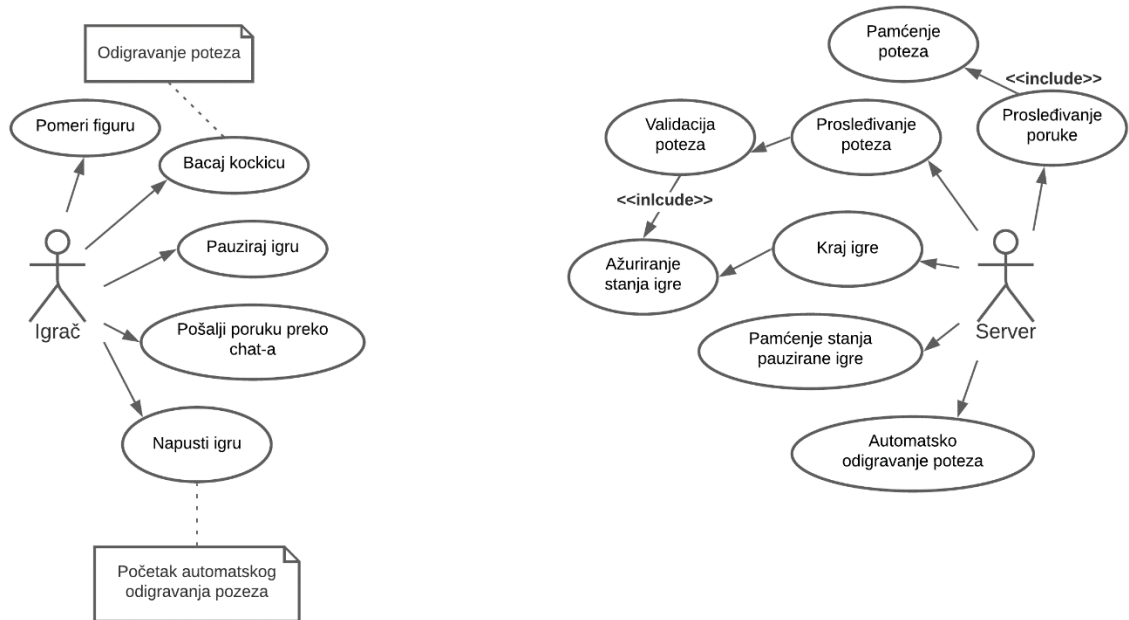 Odigravanje poteza
Pomeri figuru
Bacaj kockicu
Pauziraj igru
Igrač
Pošalji poruku preko
chat-a
Napusti igru
Početak automatskog
odigravanja pozeza
Pamćenje
poteza
<<include>>
Prosleđivanje
poruke
Validacija
poteza
Prosleđivanje
poteza
<<inlcude>>
Ažuriranje
stanja igre
Kraj igre
Server
Pamćenje stanja
pauzirane igre
Automatsko
odigravanje poteza